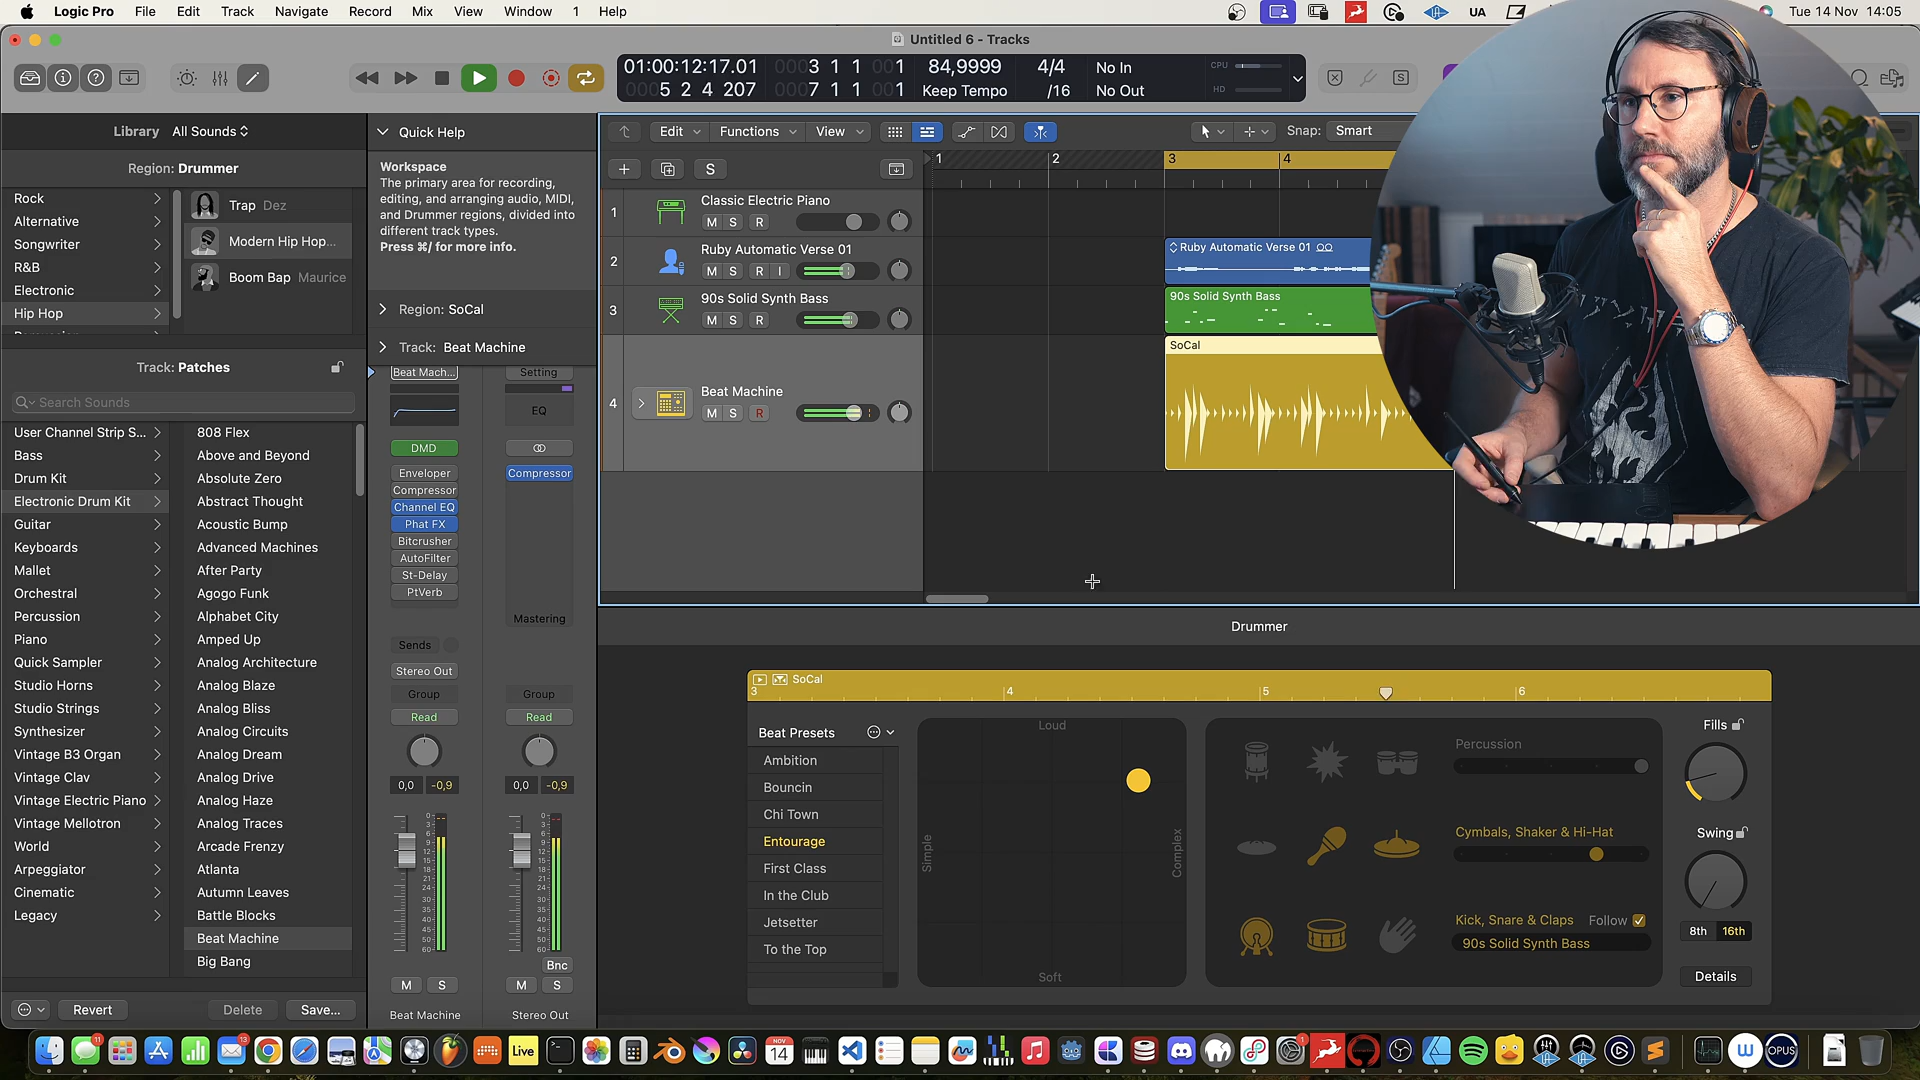 Logic Pro File Edit Track Navigate Record Mix View Window 1 Help
UA
Tue 14 Nov 14:05
Untitled 6 - Tracks
01:00:12:17.01 0003 1 1 001 84,9999 4/4 No In CPU
0005 2 4 207 0007 1 1 001 Keep Tempo /16 No Out HD
S
Library All Sounds
Region: Drummer
Rock
Alternative
Songwriter
R&B
Electronic
Hip Hop
Trap Dez
Modern Hip Hop...
Boom Bap Maurice
Track: Patches
Search Sounds
User Channel Strip S...
Bass
Drum Kit
Electronic Drum Kit
Guitar
Keyboards
Mallet
Orchestral
Percussion
Piano
Quick Sampler
Studio Horns
Studio Strings
Synthesizer
Vintage B3 Organ
Vintage Clav
Vintage Electric Piano
Vintage Mellotron
World
Arpeggiator
Cinematic
Legacy
808 Flex
Above and Beyond
Absolute Zero
Abstract Thought
Acoustic Bump
Advanced Machines
After Party
Agogo Funk
Alphabet City
Amped Up
Analog Architecture
Analog Blaze
Analog Bliss
Analog Circuits
Analog Dream
Analog Drive
Analog Haze
Analog Traces
Arcade Frenzy
Atlanta
Autumn Leaves
Battle Blocks
Beat Machine
Big Bang
Revert Delete Save...
Quick Help
Workspace
The primary area for recording,
editing, and arranging audio, MIDI,
and Drummer regions, divided into
different track types.
Press ⌘/ for more info.
Region: SoCal
Track: Beat Machine
Beat Mach...
DMD
Enveloper
Compressor
Channel EQ
Phat FX
Bitcrusher
AutoFilter
St-Delay
PtVerb
Sends
Stereo Out
Group
Read
0,0 -0,9
M S
Beat Machine
Setting
EQ
Compressor
Mastering
Group
Read
0,0 -0,9
Bnc
M S
Stereo Out
Edit Functions View Snap: Smart
S
1 2 3 4
1 Classic Electric Piano
M S R
2 Ruby Automatic Verse 01
M S R I
3 90s Solid Synth Bass
M S R
4 Beat Machine
M S R
Ruby Automatic Verse 01
90s Solid Synth Bass
SoCal
Drummer
SoCal
3 4 5 6
Beat Presets
Ambition
Bouncin
Chi Town
Entourage
First Class
In the Club
Jetsetter
To the Top
Loud
Simple
Complex
Soft
Percussion
Cymbals, Shaker & Hi-Hat
Kick, Snare & Claps Follow
90s Solid Synth Bass
Fills
Swing
8th 16th
Details
NOV
14
Live
OPUS